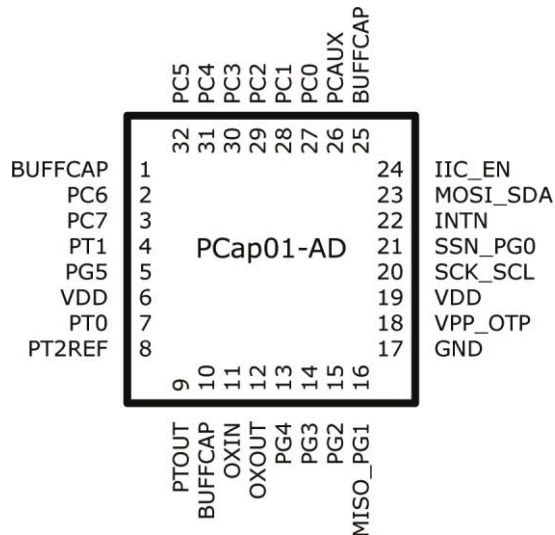 PC5
PC4
PC3
PC2
PC1
PC0
PCAUX
BUFFCAP
32
31
30
29
28
27
26
25
BUFFCAP 1
PC6 2
PC7 3
PT1 4
PG5 5
VDD 6
PT0 7
PT2REF 8
PCap01-AD
24 IIC_EN
23 MOSI_SDA
22 INTN
21 SSN_PG0
20 SCK_SCL
19 VDD
18 VPP_OTP
17 GND
9
10
11
12
13
14
15
16
PTOUT
BUFFCAP
OXIN
OXOUT
PG4
PG3
PG2
MISO_PG1